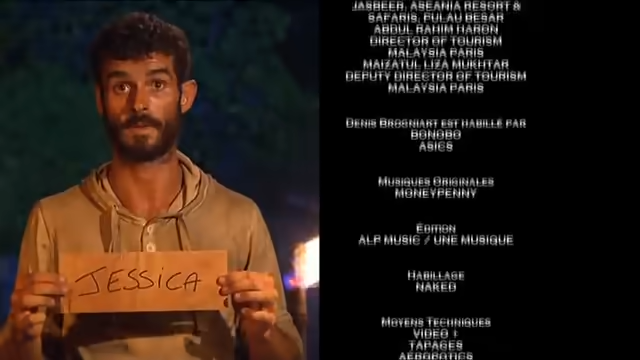 JESSICA
JASBEER, ASEANIA RESORT &
SAFARIS, PULAU BESAR
ABDUL RAHIM HARON
DIRECTOR OF TOURISM
MALAYSIA PARIS
MAIZATUL LIZA MUKHTAR
DEPUTY DIRECTOR OF TOURISM
MALAYSIA PARIS
DENIS BROGNIART EST HABILLÉ PAR
BONOBO
ASICS
MUSIQUES ORIGINALES
MONEYPENNY
ÉDITION
ALP MUSIC / UNE MUSIQUE
HABILLAGE
NAKED
MOYENS TECHNIQUES
VIDEO 1
TAPAGES
AEROBOTICS